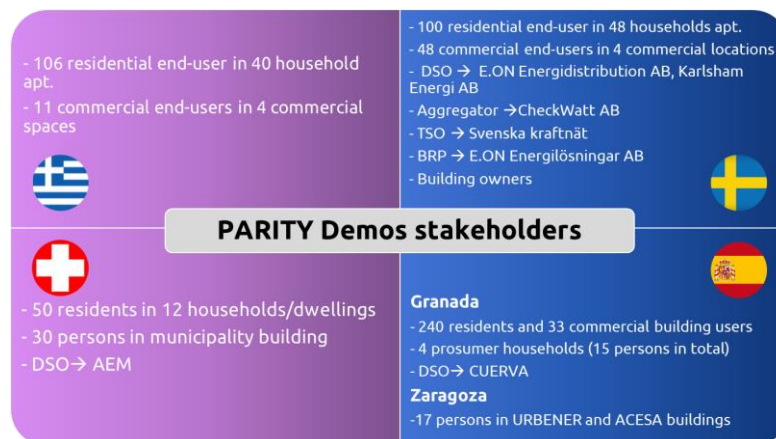 - 106 residential end-user in 40 household
apt.
- 11 commercial end-users in 4 commercial
spaces
- 100 residential end-user in 48 households apt.
- 48 commercial end-users in 4 commercial locations
- DSO → E.ON Energidistribution AB, Karlsham
Energi AB
- Aggregator →CheckWatt AB
- TSO → Svenska kraftnät
- BRP → E.ON Energilösningar AB
- Building owners
PARITY Demos stakeholders
- 50 residents in 12 households/dwellings
- 30 persons in municipality building
- DSO→ AEM
Granada
- 240 residents and 33 commercial building users
- 4 prosumer households (15 persons in total)
- DSO→ CUERVA
Zaragoza
-17 persons in URBENER and ACESA buildings